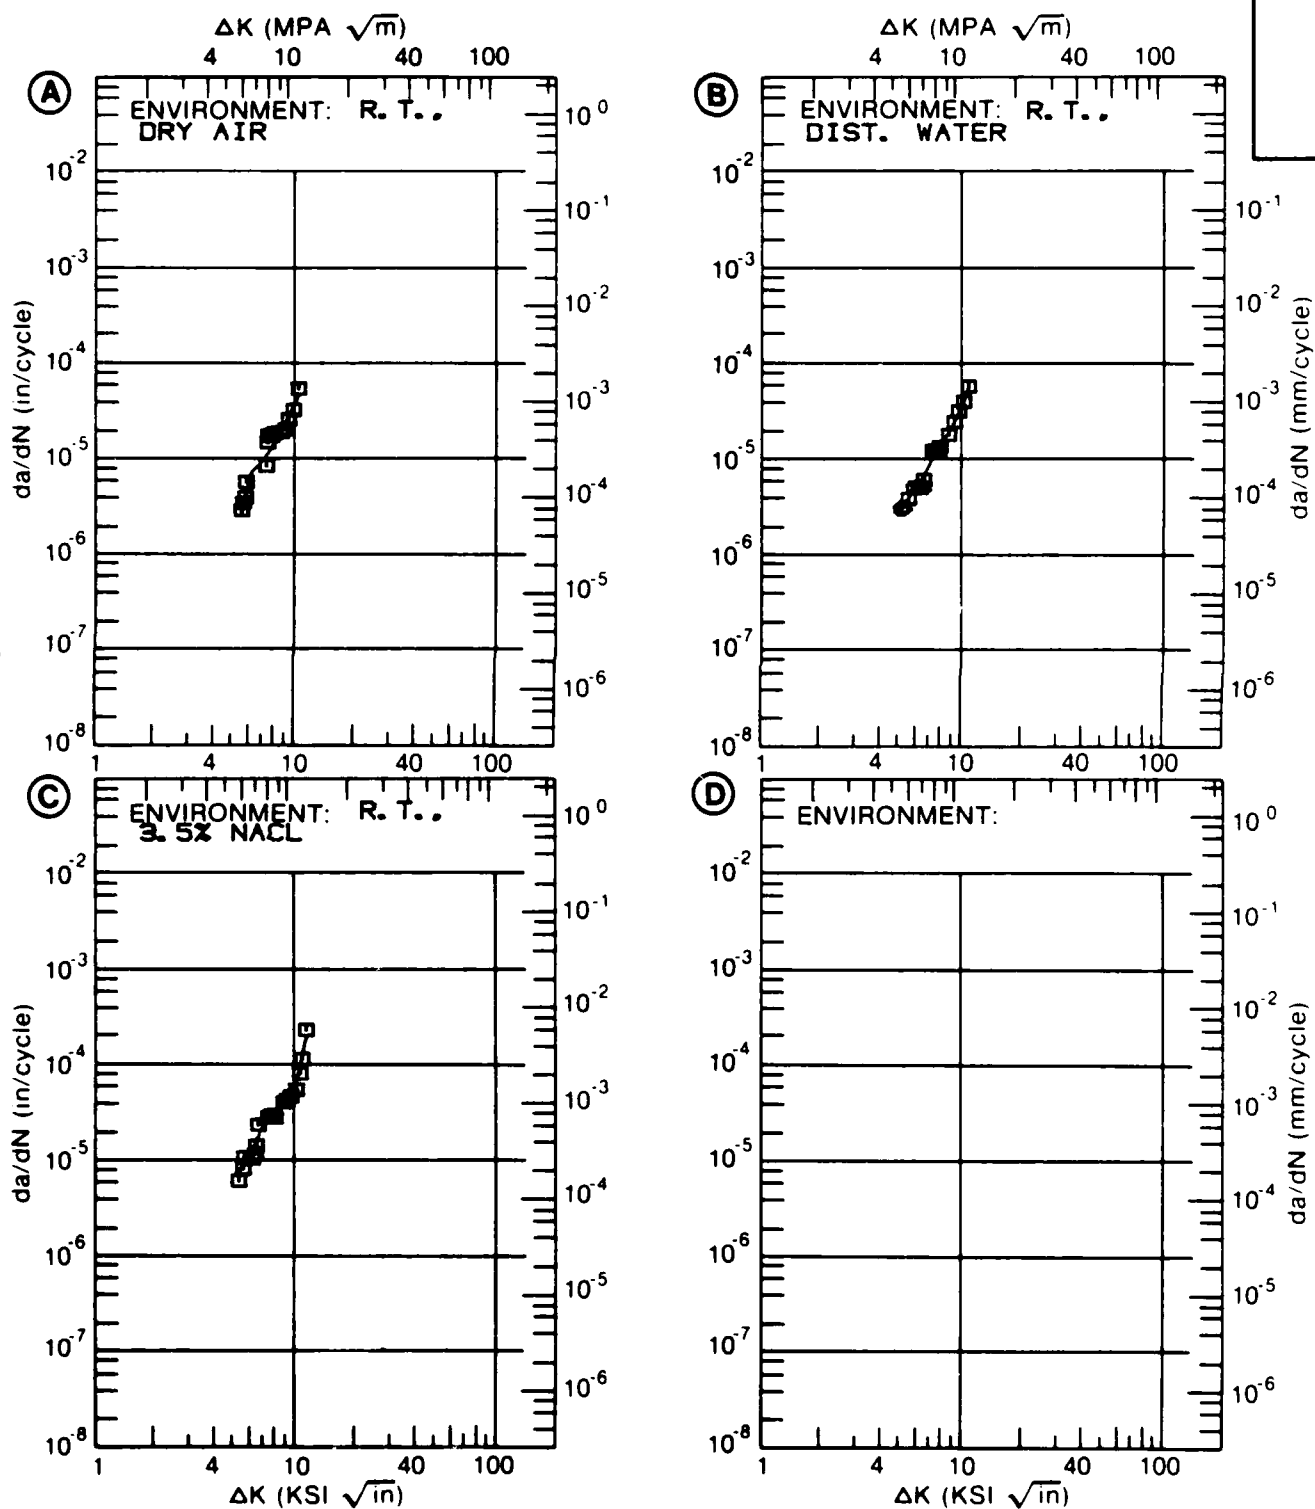 ΔK (MPA √m)
4 10 40 100
A
ENVIRONMENT: R.T.,
DRY AIR
10^0
10^-2
10^-1
10^-3
10^-2
10^-4
10^-3
10^-5
10^-4
10^-6
10^-5
10^-7
10^-6
10^-8
1 4 10 40 100
da/dN (in/cycle)
ΔK (MPA √m)
4 10 40 100
B
ENVIRONMENT: R.T.,
DIST. WATER
10^-2
10^-1
10^-3
10^-2
10^-4
10^-3
10^-5
10^-4
10^-6
10^-5
10^-7
10^-6
10^-8
1 4 10 40 100
da/dN (mm/cycle)
C
ENVIRONMENT: R.T.,
3.5% NACL
10^0
10^-2
10^-1
10^-3
10^-2
10^-4
10^-3
10^-5
10^-4
10^-6
10^-5
10^-7
10^-6
10^-8
1 4 10 40 100
da/dN (in/cycle)
ΔK (KSI √in)
D
ENVIRONMENT:
10^0
10^-2
10^-1
10^-3
10^-2
10^-4
10^-3
10^-5
10^-4
10^-6
10^-5
10^-7
10^-6
10^-8
1 4 10 40 100
da/dN (mm/cycle)
ΔK (KSI √in)